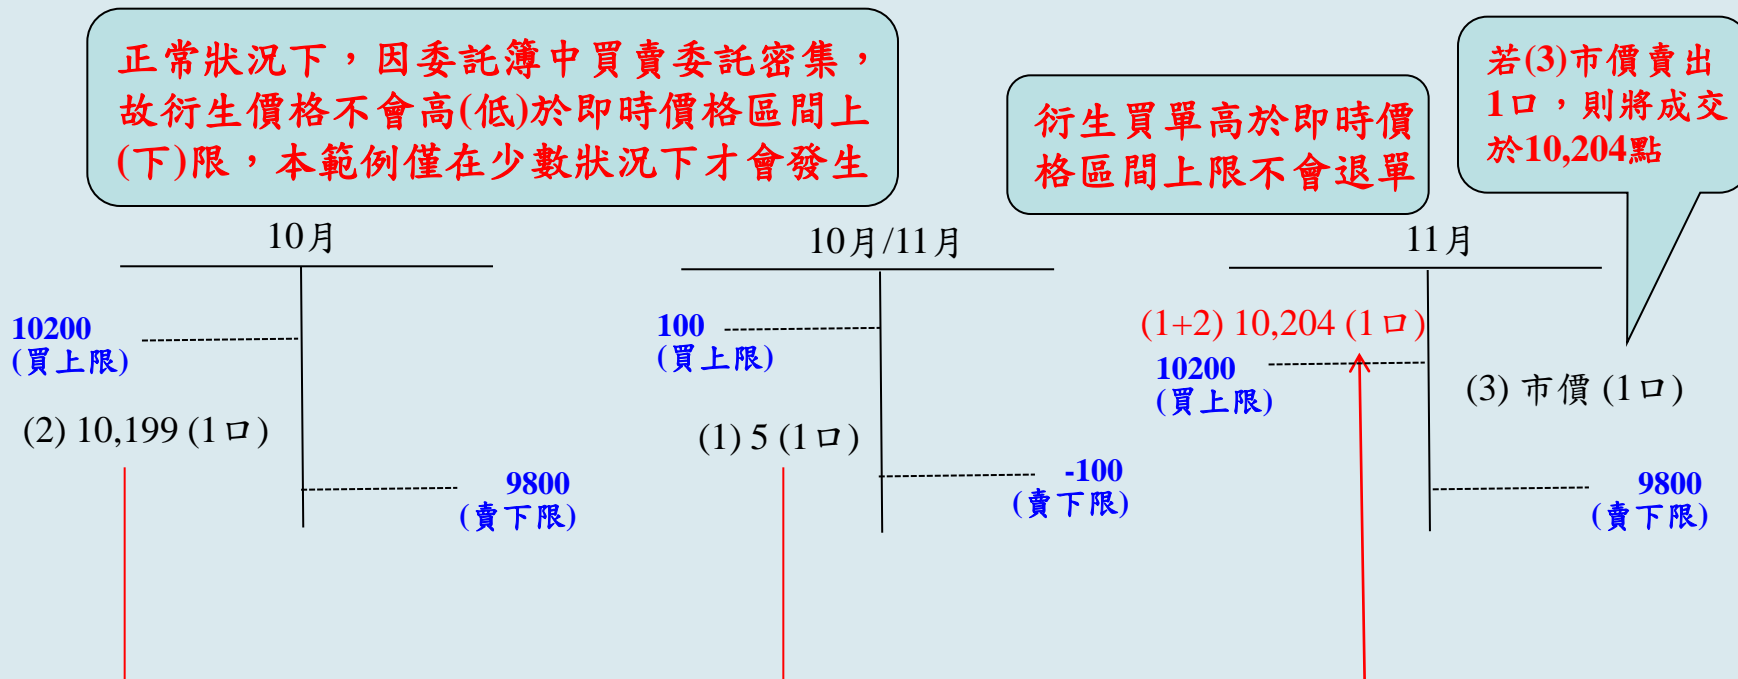 正常狀況下，因委託簿中買賣委託密集，
故衍生價格不會高(低)於即時價格區間上
(下)限，本範例僅在少數狀況下才會發生
衍生買單高於即時價
格區間上限不會退單
若(3)市價賣出
1口，則將成交
於10,204點
10月
10200
(買上限)
(2) 10,199 (1口)
9800
(賣下限)
10月/11月
100
(買上限)
(1) 5 (1口)
-100
(賣下限)
11月
(1+2) 10,204 (1口)
10200
(買上限)
(3) 市價 (1口)
9800
(賣下限)